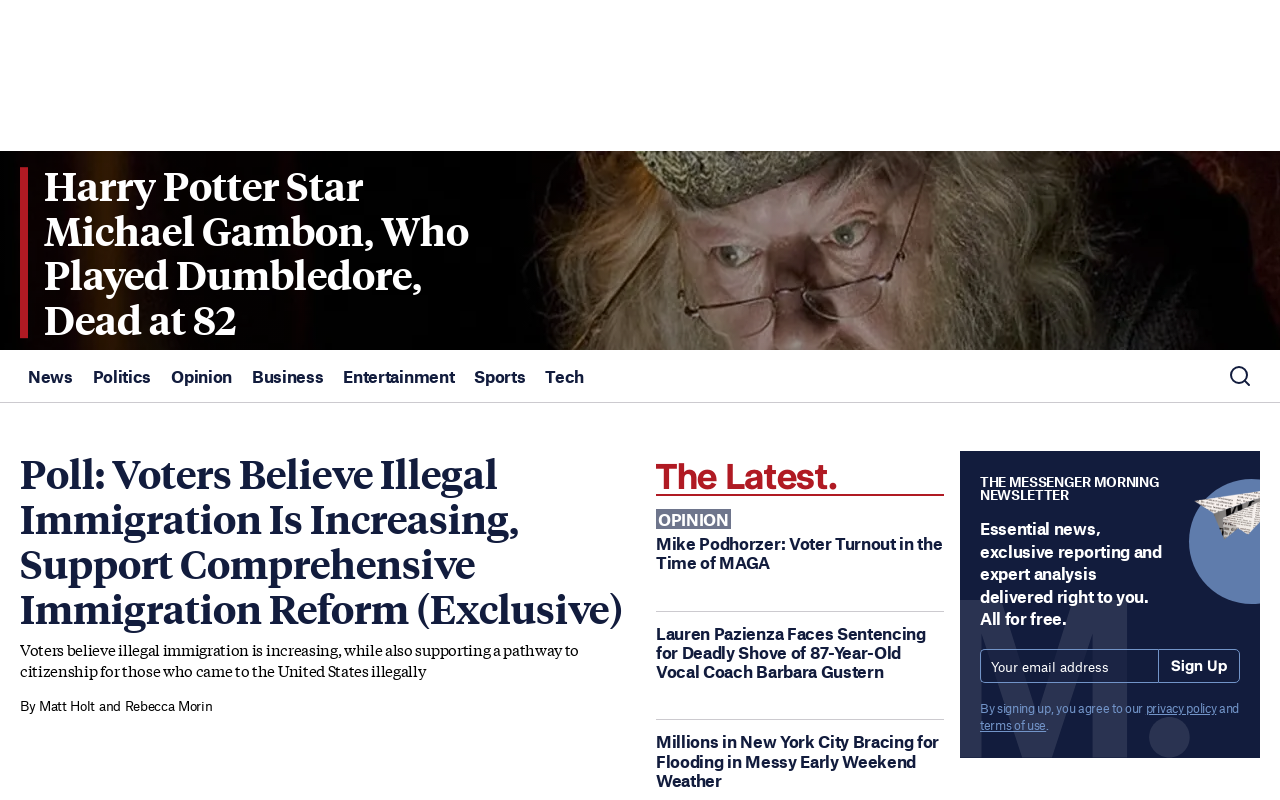 Harry Potter Star
Michael Gambon, Who
Played Dumbledore,
Dead at 82
News
Politics
Opinion
Business
Entertainment
Sports
Tech
Poll: Voters Believe Illegal
Immigration Is Increasing,
Support Comprehensive
Immigration Reform (Exclusive)
Voters believe illegal immigration is increasing, while also supporting a pathway to
citizenship for those who came to the United States illegally
By Matt Holt and Rebecca Morin
The Latest.
OPINION
Mike Podhorzer: Voter Turnout in the
Time of MAGA
Lauren Pazienza Faces Sentencing
for Deadly Shove of 87-Year-Old
Vocal Coach Barbara Gustern
Millions in New York City Bracing for
Flooding in Messy Early Weekend
Weather
THE MESSENGER MORNING
NEWSLETTER
Essential news,
exclusive reporting and
expert analysis
delivered right to you.
All for free.
Your email address
Sign Up
By signing up, you agree to our privacy policy and
terms of use.
M.